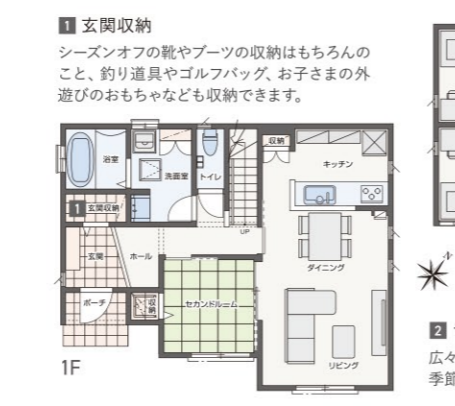 1 玄関収納
シーズンオフの靴やブーツの収納はもちろんの
こと、釣り道具やゴルフバッグ、お子さまの外
遊びのおもちゃなども収納できます。
浴室
洗面室
トイレ
収納
キッチン
1 玄関収納
UP
玄関
ホール
ダイニング
ポーチ
収納
セカンドルーム
リビング
1F
N
2
広々
季節